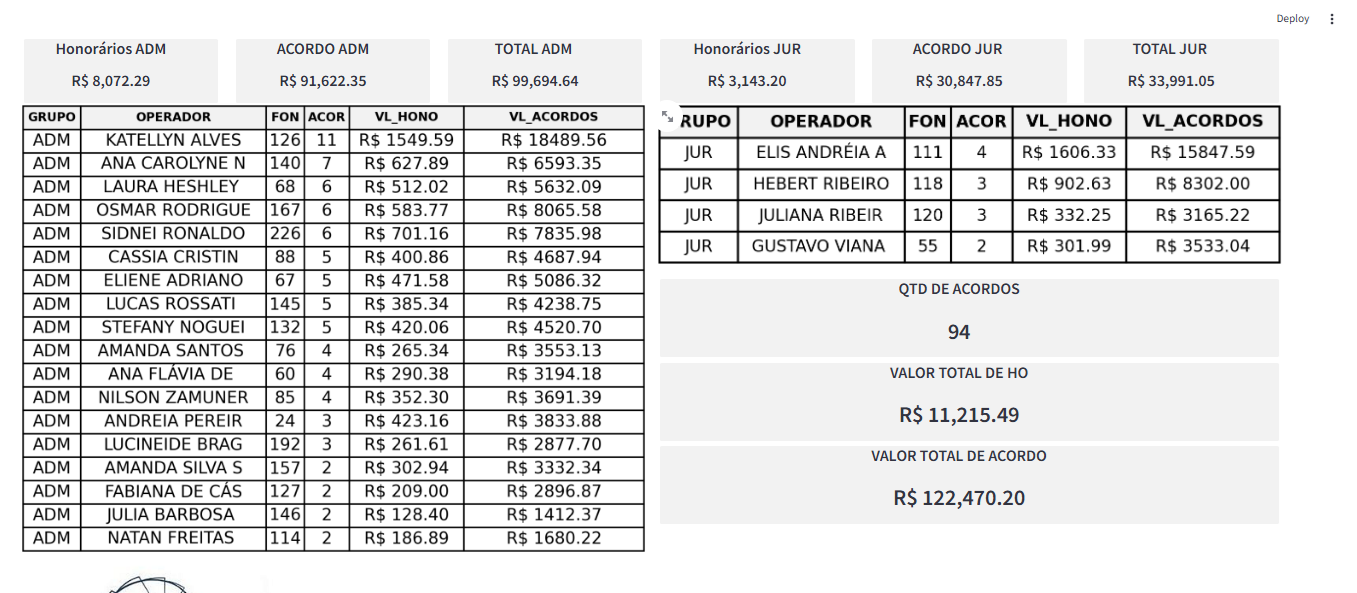 Deploy
Honorários ADM
R$ 8,072.29
ACORDO ADM
R$ 91,622.35
TOTAL ADM
R$ 99,694.64
Honorários JUR
R$ 3,143.20
ACORDO JUR
R$ 30,847.85
TOTAL JUR
R$ 33,991.05
GRUPO OPERADOR FON ACOR VL_HONO VL_ACORDOS
ADM KATELLYN ALVES 126 11 R$ 1549.59 R$ 18489.56
ADM ANA CAROLYNE N 140 7 R$ 627.89 R$ 6593.35
ADM LAURA HESHLEY 68 6 R$ 512.02 R$ 5632.09
ADM OSMAR RODRIGUE 167 6 R$ 583.77 R$ 8065.58
ADM SIDNEI RONALDO 226 6 R$ 701.16 R$ 7835.98
ADM CASSIA CRISTIN 88 5 R$ 400.86 R$ 4687.94
ADM ELIENE ADRIANO 67 5 R$ 471.58 R$ 5086.32
ADM LUCAS ROSSATI 145 5 R$ 385.34 R$ 4238.75
ADM STEFANY NOGUEI 132 5 R$ 420.06 R$ 4520.70
ADM AMANDA SANTOS 76 4 R$ 265.34 R$ 3553.13
ADM ANA FLÁVIA DE 60 4 R$ 290.38 R$ 3194.18
ADM NILSON ZAMUNER 85 4 R$ 352.30 R$ 3691.39
ADM ANDREIA PEREIR 24 3 R$ 423.16 R$ 3833.88
ADM LUCINEIDE BRAG 192 3 R$ 261.61 R$ 2877.70
ADM AMANDA SILVA S 157 2 R$ 302.94 R$ 3332.34
ADM FABIANA DE CÁS 127 2 R$ 209.00 R$ 2896.87
ADM JULIA BARBOSA 146 2 R$ 128.40 R$ 1412.37
ADM NATAN FREITAS 114 2 R$ 186.89 R$ 1680.22
RUPO OPERADOR FON ACOR VL_HONO VL_ACORDOS
JUR ELIS ANDRÉIA A 111 4 R$ 1606.33 R$ 15847.59
JUR HEBERT RIBEIRO 118 3 R$ 902.63 R$ 8302.00
JUR JULIANA RIBEIR 120 3 R$ 332.25 R$ 3165.22
JUR GUSTAVO VIANA 55 2 R$ 301.99 R$ 3533.04
QTD DE ACORDOS
94
VALOR TOTAL DE HO
R$ 11,215.49
VALOR TOTAL DE ACORDO
R$ 122,470.20